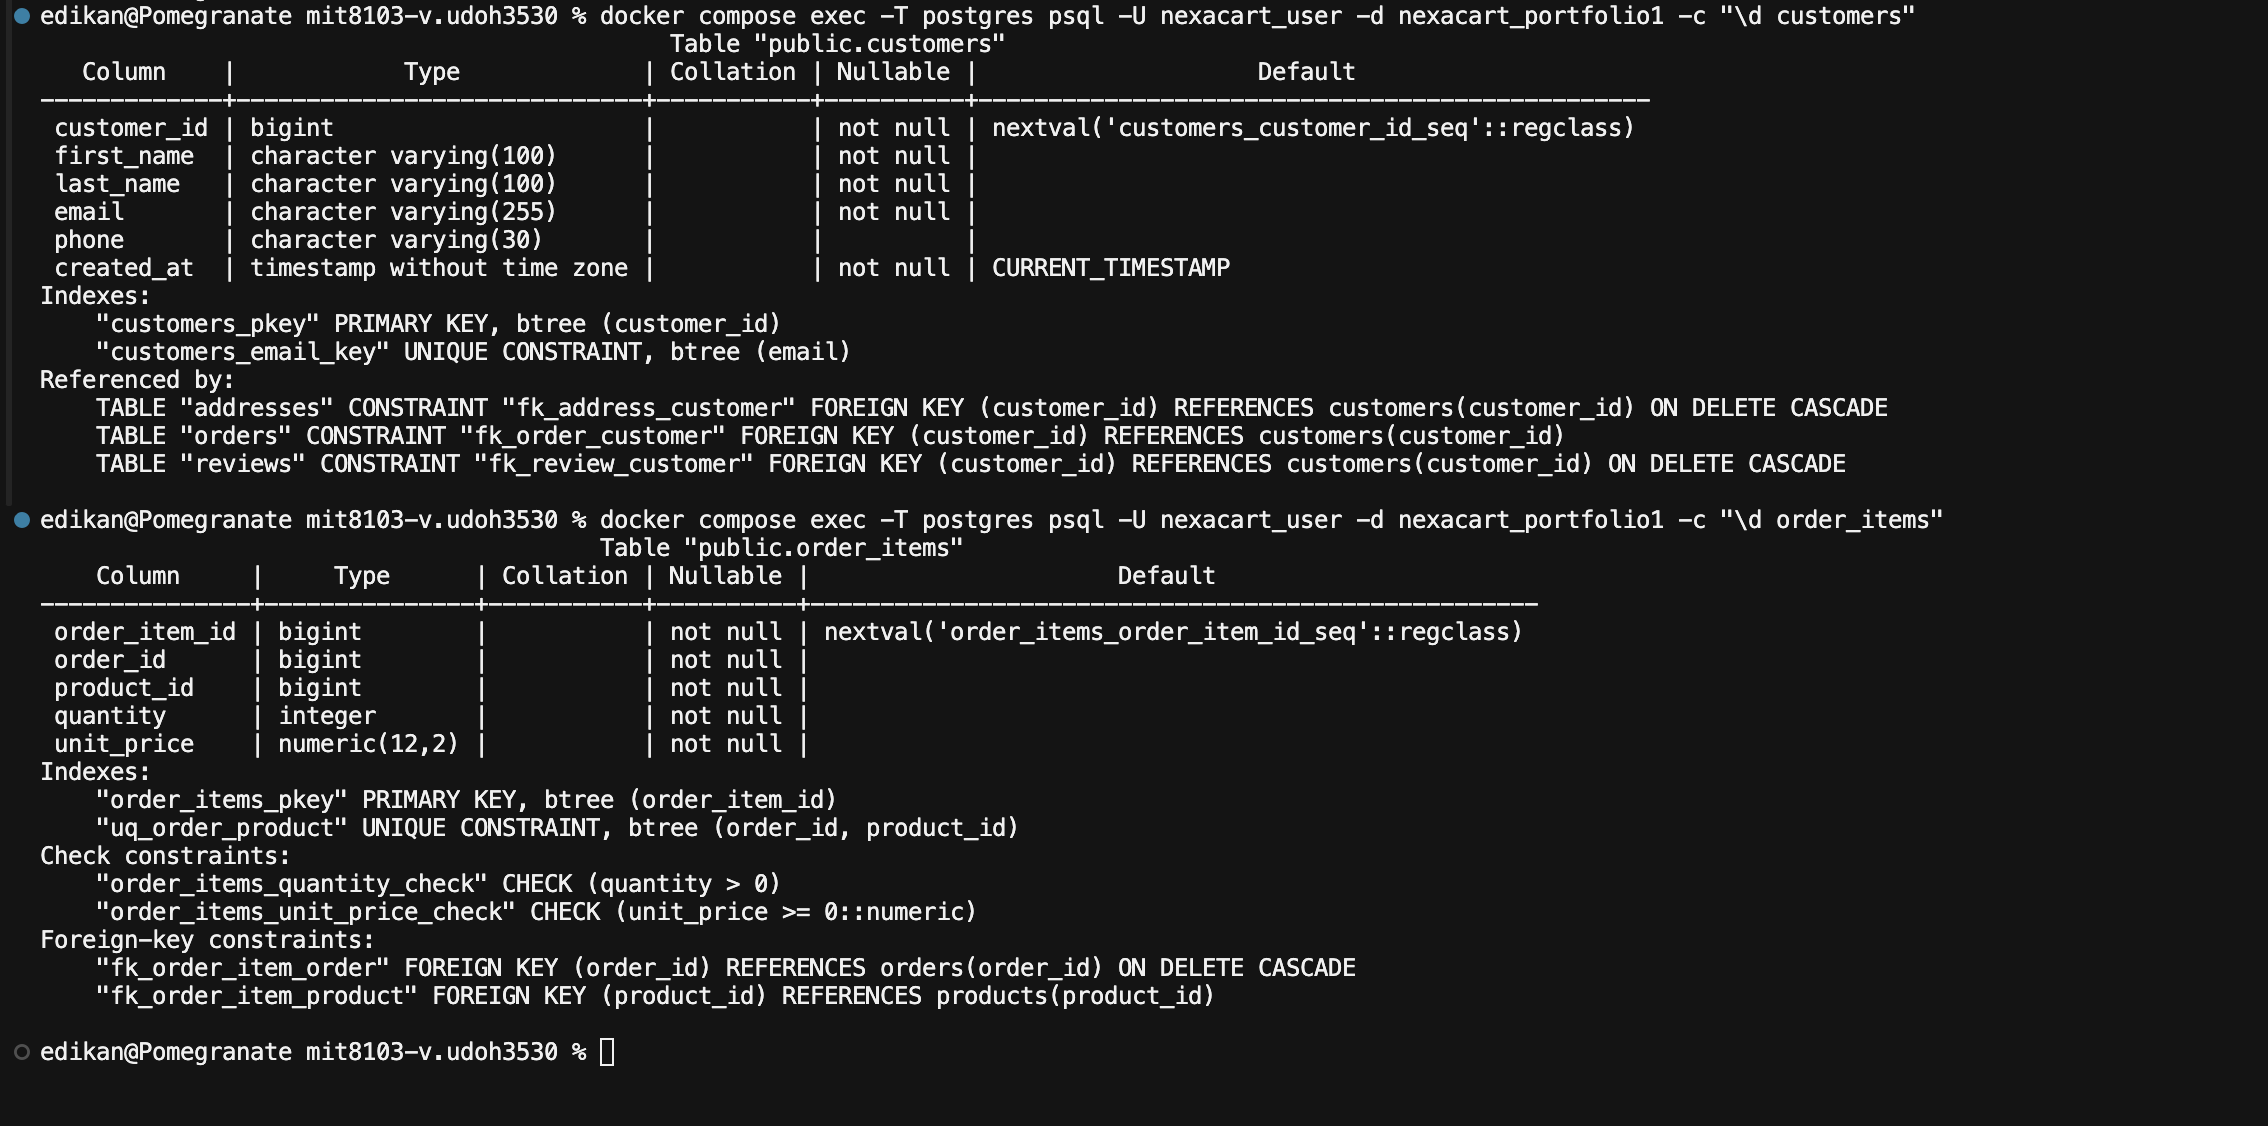 edikan@Pomegranate mit8103-v.udoh3530 % docker compose exec -T postgres psql -U nexacart_user -d nexacart_portfolio1 -c "\d customers"
                                             Table "public.customers"
   Column    |            Type             | Collation | Nullable |                    Default
-------------+-----------------------------+-----------+----------+------------------------------------------------
 customer_id | bigint                      |           | not null | nextval('customers_customer_id_seq'::regclass)
 first_name  | character varying(100)      |           | not null |
 last_name   | character varying(100)      |           | not null |
 email       | character varying(255)      |           | not null |
 phone       | character varying(30)       |           |          |
 created_at  | timestamp without time zone |           | not null | CURRENT_TIMESTAMP
Indexes:
    "customers_pkey" PRIMARY KEY, btree (customer_id)
    "customers_email_key" UNIQUE CONSTRAINT, btree (email)
Referenced by:
    TABLE "addresses" CONSTRAINT "fk_address_customer" FOREIGN KEY (customer_id) REFERENCES customers(customer_id) ON DELETE CASCADE
    TABLE "orders" CONSTRAINT "fk_order_customer" FOREIGN KEY (customer_id) REFERENCES customers(customer_id)
    TABLE "reviews" CONSTRAINT "fk_review_customer" FOREIGN KEY (customer_id) REFERENCES customers(customer_id) ON DELETE CASCADE
edikan@Pomegranate mit8103-v.udoh3530 % docker compose exec -T postgres psql -U nexacart_user -d nexacart_portfolio1 -c "\d order_items"
                                        Table "public.order_items"
    Column     |     Type      | Collation | Nullable |                      Default
---------------+---------------+-----------+----------+----------------------------------------------------
 order_item_id | bigint        |           | not null | nextval('order_items_order_item_id_seq'::regclass)
 order_id      | bigint        |           | not null |
 product_id    | bigint        |           | not null |
 quantity      | integer       |           | not null |
 unit_price    | numeric(12,2) |           | not null |
Indexes:
    "order_items_pkey" PRIMARY KEY, btree (order_item_id)
    "uq_order_product" UNIQUE CONSTRAINT, btree (order_id, product_id)
Check constraints:
    "order_items_quantity_check" CHECK (quantity > 0)
    "order_items_unit_price_check" CHECK (unit_price >= 0::numeric)
Foreign-key constraints:
    "fk_order_item_order" FOREIGN KEY (order_id) REFERENCES orders(order_id) ON DELETE CASCADE
    "fk_order_item_product" FOREIGN KEY (product_id) REFERENCES products(product_id)
edikan@Pomegranate mit8103-v.udoh3530 %